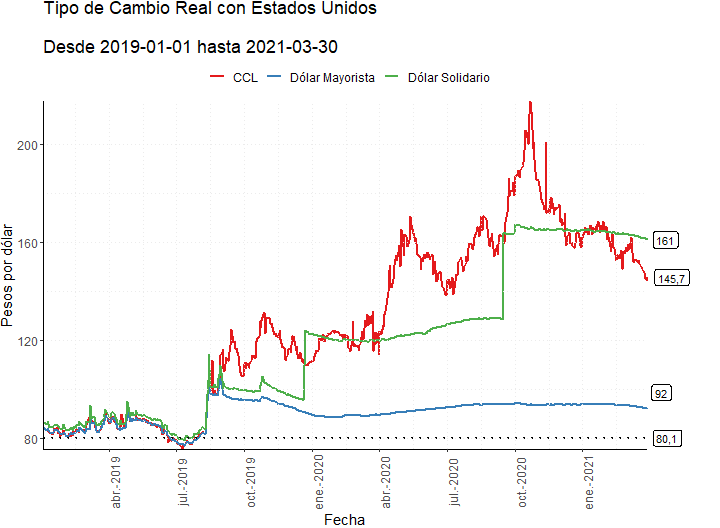 Tipo de Cambio Real con Estados Unidos
Desde 2019-01-01 hasta 2021-03-30
CCL Dólar Mayorista Dólar Solidario
Pesos por dólar
200
160
120
80
161
145,7
92
80,1
abr.-2019
jul.-2019
oct.-2019
ene.-2020
abr.-2020
jul.-2020
oct.-2020
ene.-2021
Fecha